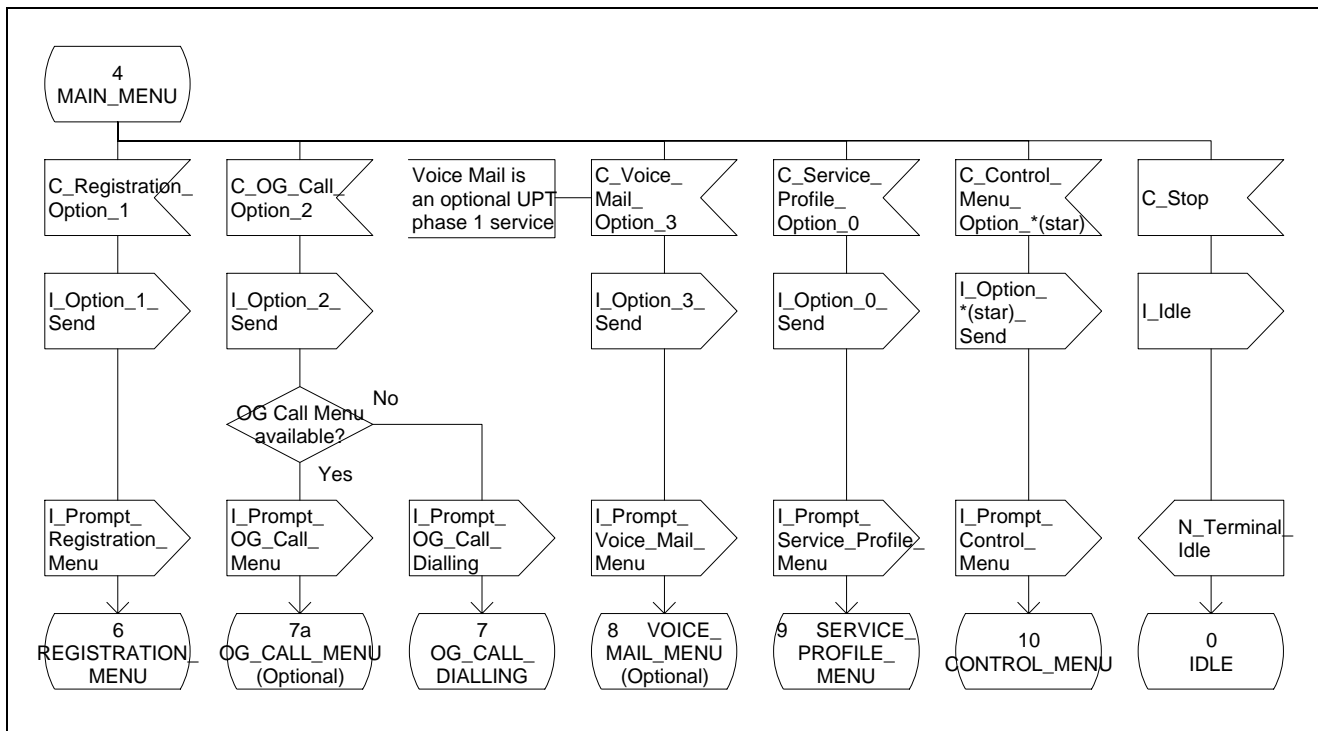 4
MAIN_MENU
C_Registration_
Option_1
C_OG_Call_
Option_2
Voice Mail is
an optional UPT
phase 1 service
C_Voice_
Mail_
Option_3
C_Service_
Profile_
Option_0
C_Control_
Menu_
Option_*(star)
C_Stop
I_Option_1_
Send
I_Option_2_
Send
I_Option_3_
Send
I_Option_0_
Send
I_Option_
*(star)_
Send
I_Idle
OG Call Menu
available?
No
Yes
I_Prompt_
Registration_
Menu
I_Prompt_
OG_Call_
Menu
I_Prompt_
OG_Call_
Dialling
I_Prompt_
Voice_Mail_
Menu
I_Prompt_
Service_Profile_
Menu
I_Prompt_
Control_
Menu
N_Terminal_
Idle
6
REGISTRATION_
MENU
7a
OG_CALL_MENU
(Optional)
7
OG_CALL_
DIALLING
8 VOICE_
MAIL_MENU
(Optional)
9 SERVICE_
PROFILE_
MENU
10
CONTROL_MENU
0
IDLE